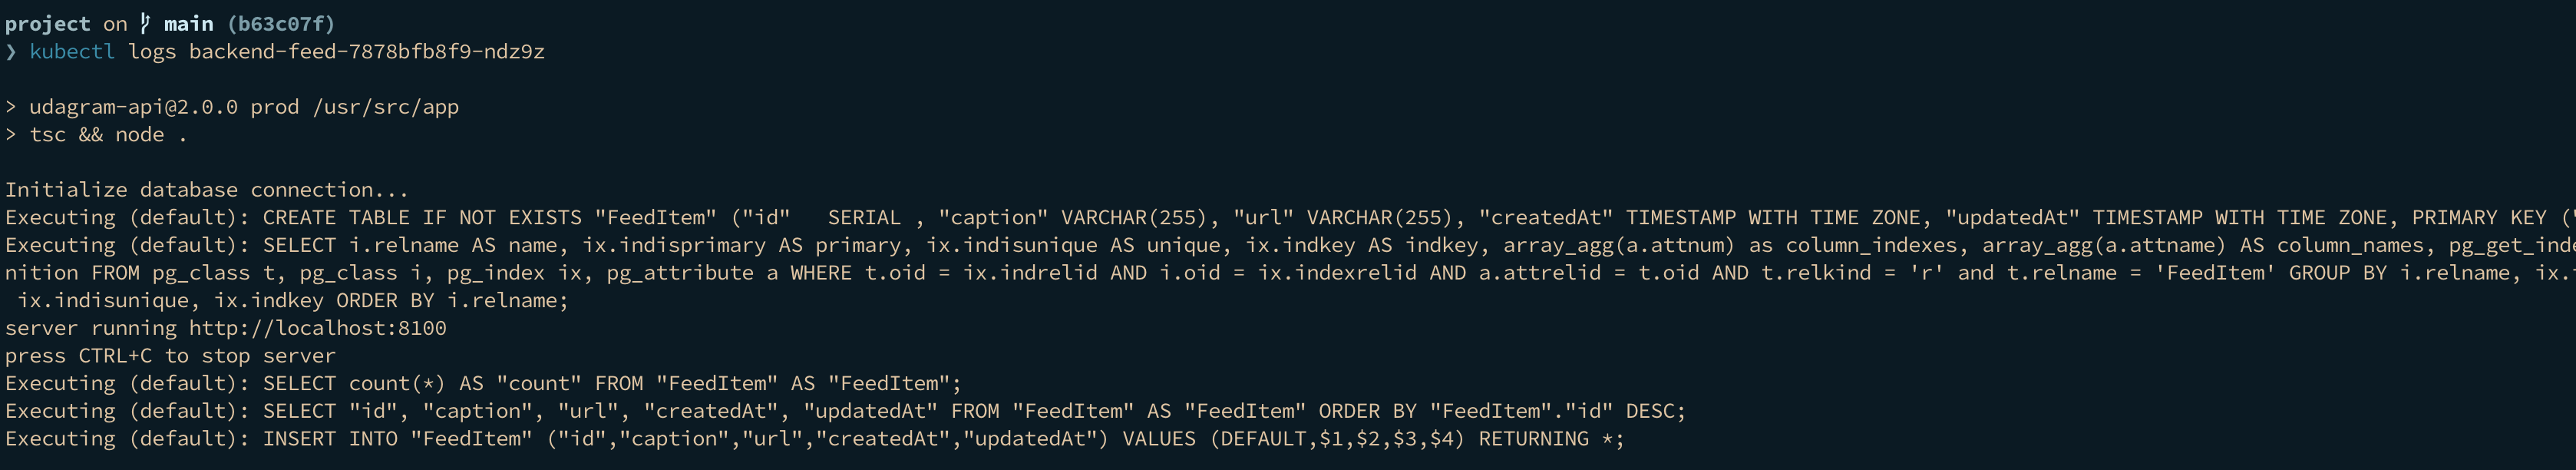 project on main (b63c07f)
❯ kubectl logs backend-feed-7878bfb8f9-ndz9z
> udagram-api@2.0.0 prod /usr/src/app
> tsc && node .
Initialize database connection...
Executing (default): CREATE TABLE IF NOT EXISTS "FeedItem" ("id"   SERIAL , "caption" VARCHAR(255), "url" VARCHAR(255), "createdAt" TIMESTAMP WITH TIME ZONE, "updatedAt" TIMESTAMP WITH TIME ZONE, PRIMARY KEY ("
Executing (default): SELECT i.relname AS name, ix.indisprimary AS primary, ix.indisunique AS unique, ix.indkey AS indkey, array_agg(a.attnum) as column_indexes, array_agg(a.attname) AS column_names, pg_get_inde
nition FROM pg_class t, pg_class i, pg_index ix, pg_attribute a WHERE t.oid = ix.indrelid AND i.oid = ix.indexrelid AND a.attrelid = t.oid AND t.relkind = 'r' and t.relname = 'FeedItem' GROUP BY i.relname, ix.
 ix.indisunique, ix.indkey ORDER BY i.relname;
server running http://localhost:8100
press CTRL+C to stop server
Executing (default): SELECT count(*) AS "count" FROM "FeedItem" AS "FeedItem";
Executing (default): SELECT "id", "caption", "url", "createdAt", "updatedAt" FROM "FeedItem" AS "FeedItem" ORDER BY "FeedItem"."id" DESC;
Executing (default): INSERT INTO "FeedItem" ("id","caption","url","createdAt","updatedAt") VALUES (DEFAULT,$1,$2,$3,$4) RETURNING *;